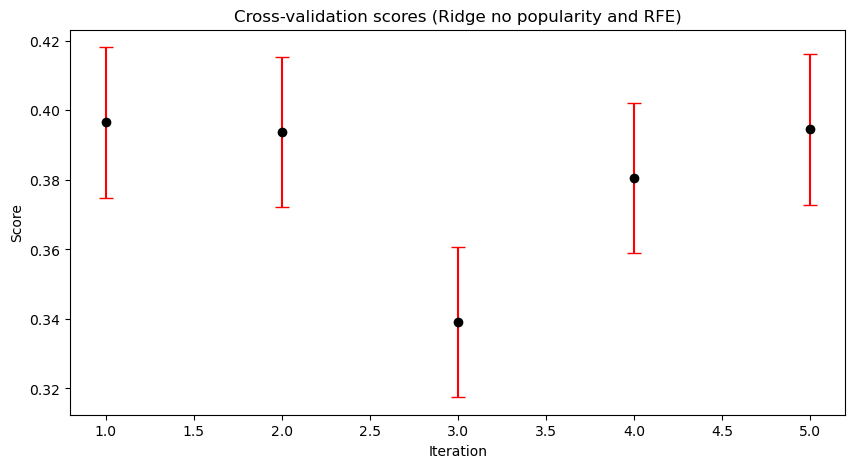 Cross-validation scores (Ridge no popularity and RFE)
0.42
0.40
0.38
0.36
0.34
0.32
Score
1.0 1.5 2.0 2.5 3.0 3.5 4.0 4.5 5.0
Iteration